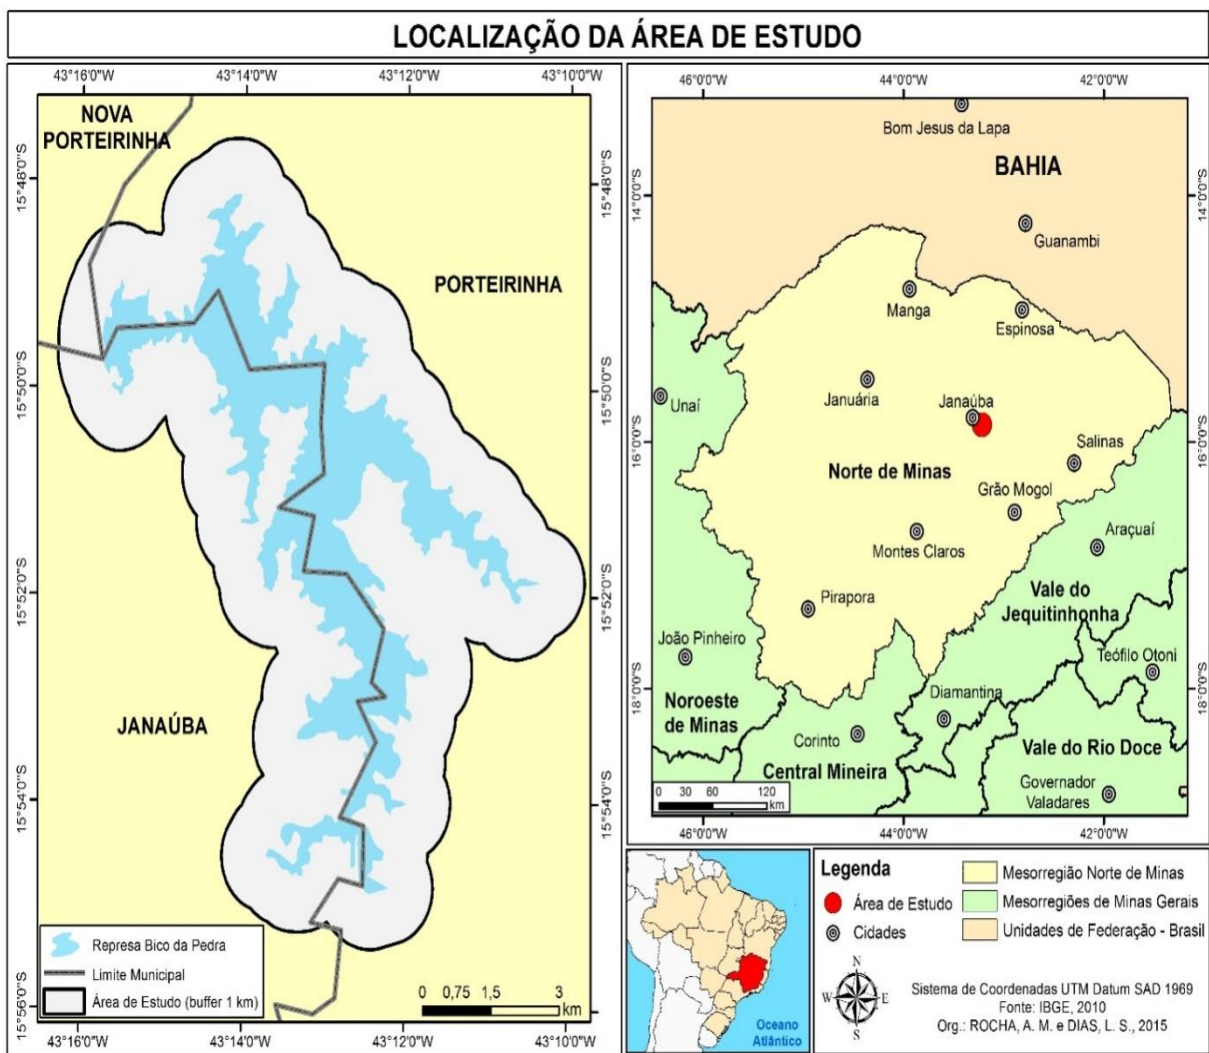 LOCALIZAÇÃO DA ÁREA DE ESTUDO
43°16'0"W
43°14'0"W
43°12'0"W
43°10'0"W
NOVA
PORTEIRINHA
15°48'0"S
15°48'0"S
PORTEIRINHA
15°50'0"S
15°50'0"S
15°52'0"S
15°52'0"S
JANAÚBA
15°54'0"S
15°54'0"S
15°56'0"S
15°56'0"S
Represa Bico da Pedra
Limite Municipal
Área de Estudo (buffer 1 km)
0 0,75 1,5 3
km
43°16'0"W
43°14'0"W
43°12'0"W
43°10'0"W
46°0'0"W
44°0'0"W
42°0'0"W
Bom Jesus da Lapa
BAHIA
14°0'0"S
14°0'0"S
Guanambi
Manga
Espinosa
Unaí
Januária
Janaúba
16°0'0"S
16°0'0"S
Salinas
Norte de Minas
Grão Mogol
Montes Claros
Araçuaí
Pirapora
Vale do
Jequitinhonha
João Pinheiro
Teófilo Otoni
18°0'0"S
18°0'0"S
Noroeste
de Minas
Diamantina
Corinto
Vale do Rio Doce
Central Mineira
Governador
Valadares
0 30 60 120
km
46°0'0"W
44°0'0"W
42°0'0"W
Oceano
Atlântico
Legenda
Área de Estudo
Cidades
Mesorregião Norte de Minas
Mesorregiões de Minas Gerais
Unidades de Federação - Brasil
N
W E
S
Sistema de Coordenadas UTM Datum SAD 1969
Fonte: IBGE, 2010
Org.: ROCHA, A. M. e DIAS, L. S., 2015